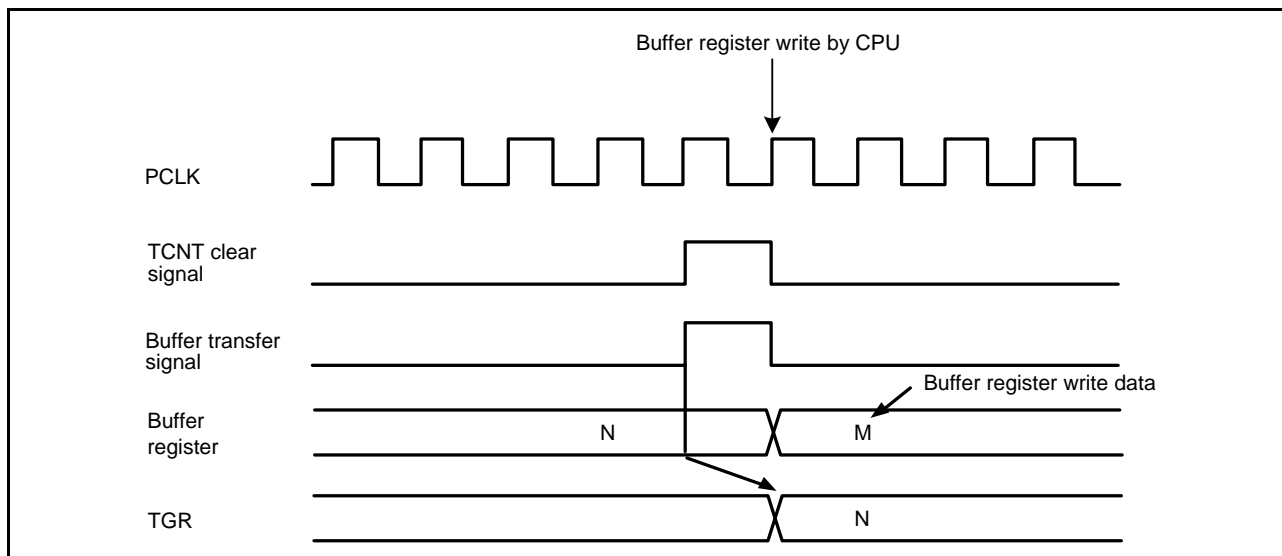 Buffer register write by CPU
PCLK
TCNT clear
signal
Buffer transfer
signal
Buffer register write data
Buffer
register
N
M
TGR
N